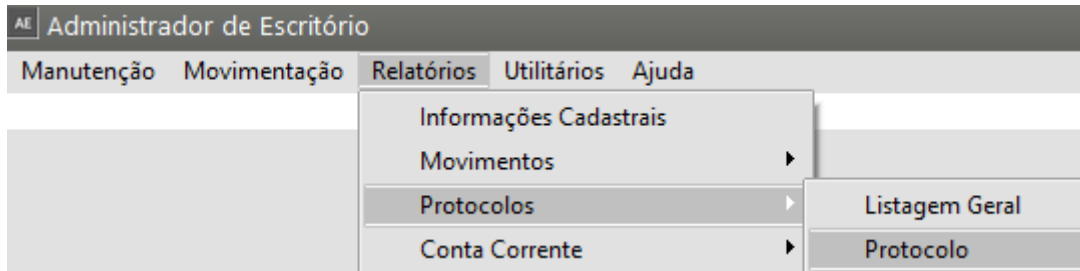 AE Administrador de Escritório
Manutenção Movimentação Relatórios Utilitários Ajuda
Informações Cadastrais
Movimentos
Protocolos
Listagem Geral
Conta Corrente
Protocolo